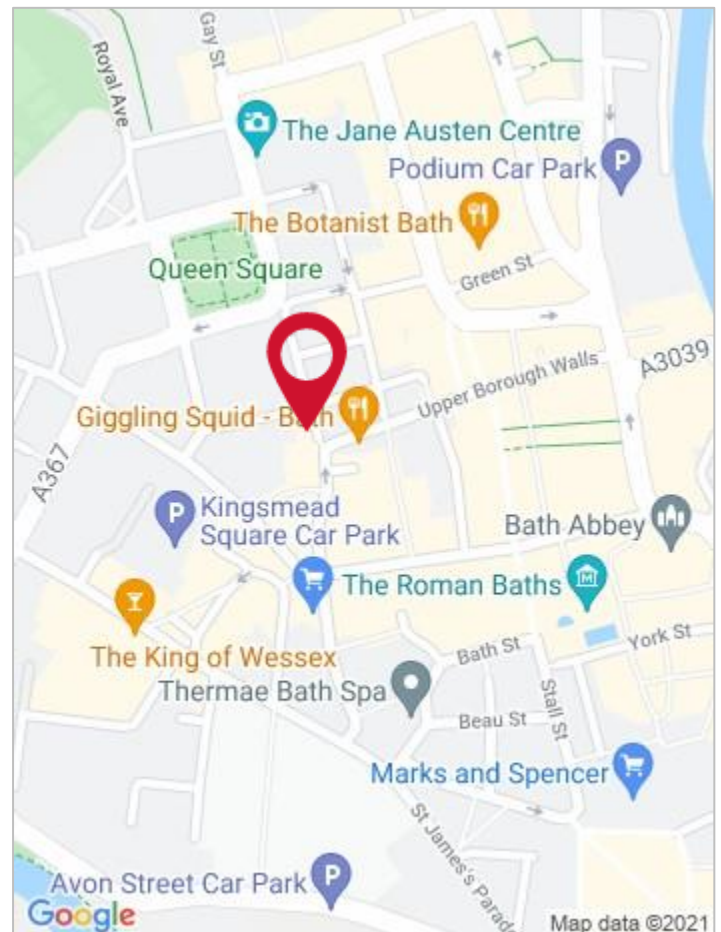 Gay St
Royal Ave
The Jane Austen Centre
Podium Car Park
P
The Botanist Bath
Queen Square
Green St
A3039
Upper Borough Walls
Giggling Squid - Bath
A367
P
Kingsmead
Square Car Park
Bath Abbey
The Roman Baths
M
York St
The King of Wessex
Bath St
Thermae Bath Spa
Stall St
Beau St
Marks and Spencer
St James's Parade
Avon Street Car Park
P
Google
Map data ©2021